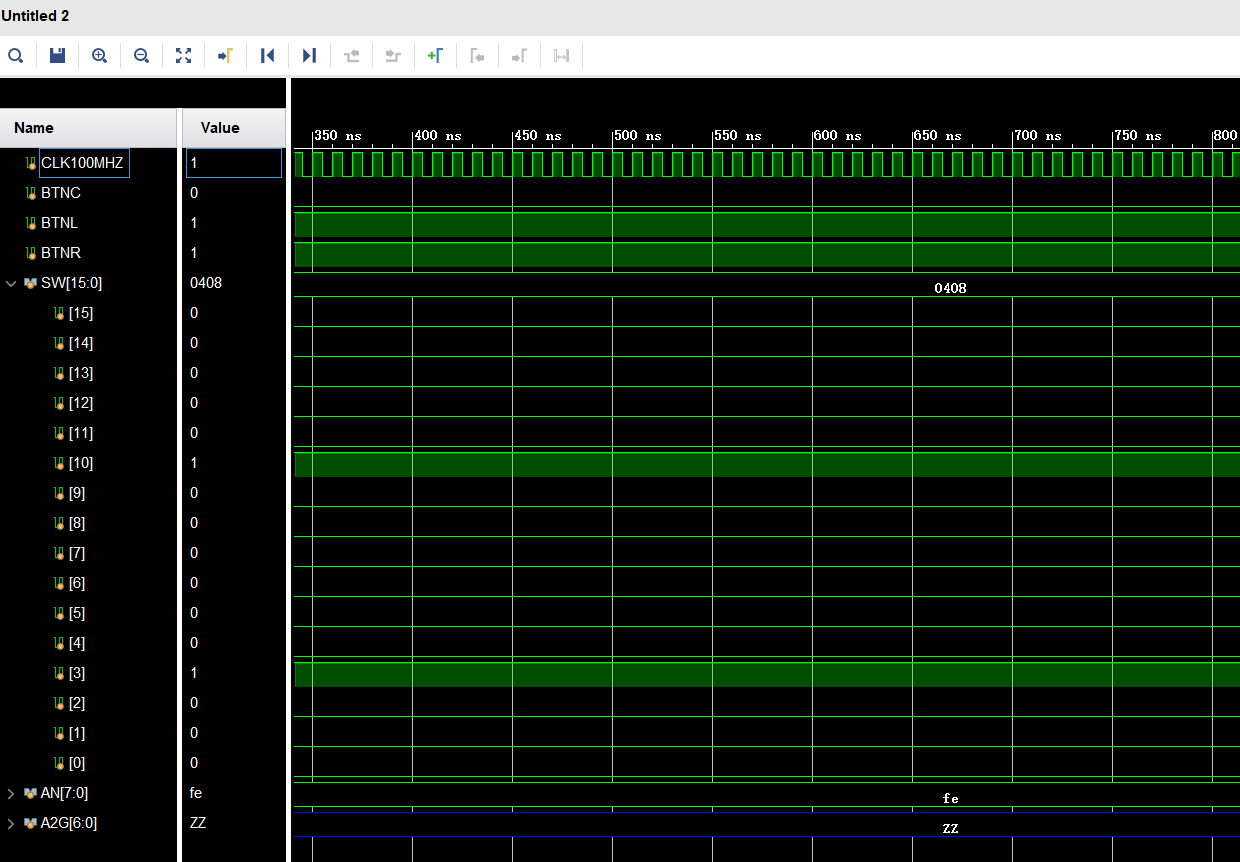 Untitled 2
Name Value
350 ns 400 ns 450 ns 500 ns 550 ns 600 ns 650 ns 700 ns 750 ns 800
CLK100MHZ 1
BTNC 0
BTNL 1
BTNR 1
SW[15:0] 0408 0408
[15] 0
[14] 0
[13] 0
[12] 0
[11] 0
[10] 1
[9] 0
[8] 0
[7] 0
[6] 0
[5] 0
[4] 0
[3] 1
[2] 0
[1] 0
[0] 0
AN[7:0] fe fe
A2G[6:0] ZZ ZZ